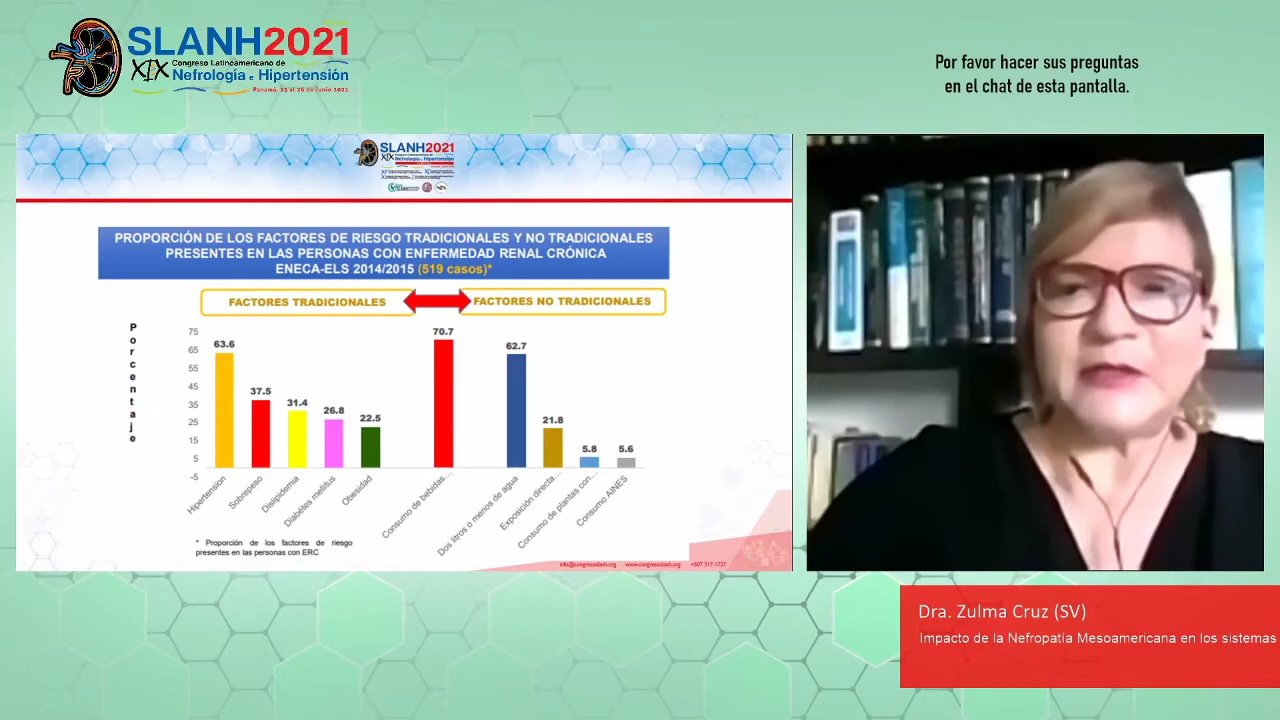 SLANH2021
XIX Congreso Latinoamericano de
Nefrología e Hipertensión
Panamá, 23 al 26 de Junio 2021
Por favor hacer sus preguntas
en el chat de esta pantalla.
SLANH2021
XIX Congreso Latinoamericano de
Nefrología e Hipertensión
PROPORCIÓN DE LOS FACTORES DE RIESGO TRADICIONALES Y NO TRADICIONALES
PRESENTES EN LAS PERSONAS CON ENFERMEDAD RENAL CRÓNICA
ENECA-ELS 2014/2015 (519 casos)*
FACTORES TRADICIONALES
FACTORES NO TRADICIONALES
Porcentaje
75
65
55
45
35
25
15
5
-5
63.6
37.5
31.4
26.8
22.5
70.7
62.7
21.8
5.8
5.6
Hipertension
Sobrepeso
Dislipidemia
Diabetes mellitus
Obesidad
Consumo de bebidas...
Dos litros o menos de agua
Exposición directa...
Consumo de plantas con...
Consumo AINES
* Proporción de los factores de riesgo
presentes en las personas con ERC
info@congresoslanh.org www.congresoslanh.org +507 317-1727
Dra. Zulma Cruz (SV)
Impacto de la Nefropatía Mesoamericana en los sistemas